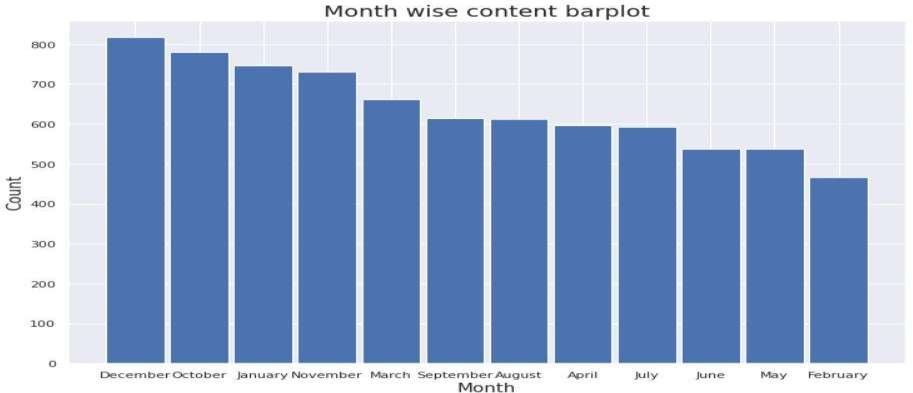 Month wise content barplot
800
700
600
500
400
300
200
100
0
Count
December October January November March September August April July June May February
Month